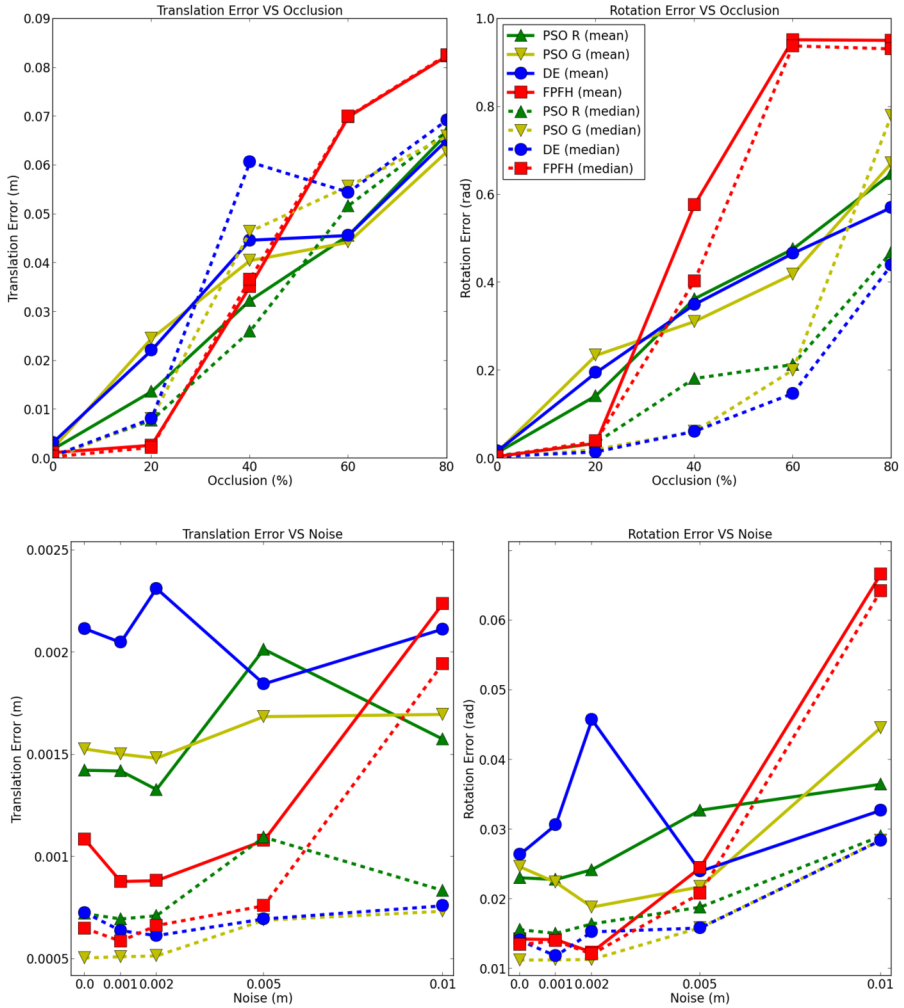 Translation Error VS Occlusion
0.09
0.08
0.07
0.06
0.05
0.04
0.03
0.02
0.01
0.0
Translation Error (m)
0 20 40 60 80
Occlusion (%)
Rotation Error VS Occlusion
1.0
0.8
0.6
0.4
0.2
0.0
Rotation Error (rad)
PSO R (mean)
PSO G (mean)
DE (mean)
FPFH (mean)
PSO R (median)
PSO G (median)
DE (median)
FPFH (median)
0 20 40 60 80
Occlusion (%)
Translation Error VS Noise
0.0025
0.002
0.0015
0.001
0.0005
Translation Error (m)
0.0 0.001 0.002 0.005 0.01
Noise (m)
Rotation Error VS Noise
0.06
0.05
0.04
0.03
0.02
0.01
Rotation Error (rad)
0.0 0.001 0.002 0.005 0.01
Noise (m)